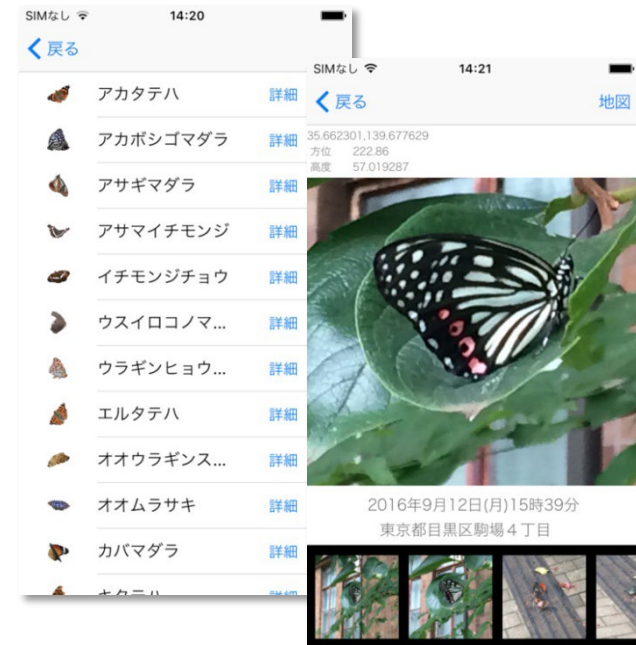 SIMなし 14:20
戻る
アカタテハ 詳細
アカボシゴマダラ 詳細
アサギマダラ 詳細
アサマイチモンジ 詳細
イチモンジチョウ 詳細
ウスイロコノマ... 詳細
ウラギンヒョウ... 詳細
エルタテハ 詳細
オオウラギンス... 詳細
オオムラサキ 詳細
カバマダラ 詳細
SIMなし 14:21
戻る 地図
35.662301,139.677629
方位 222.86
高度 57.019287
2016年9月12日(月)15時39分
東京都目黒区駒場4丁目